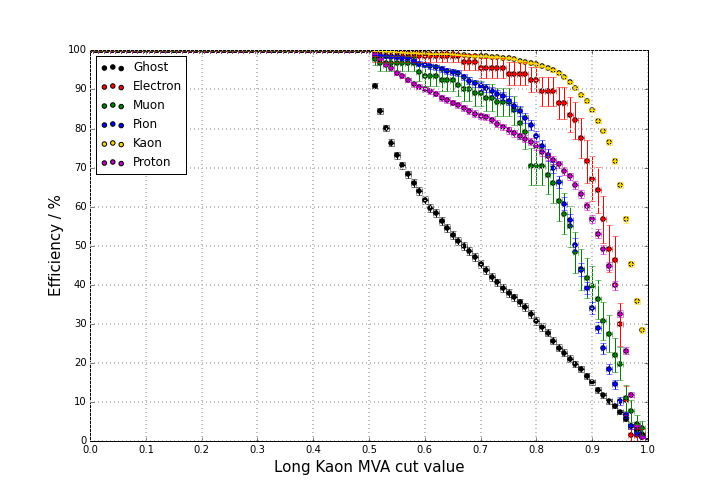 100
90
80
70
60
50
40
30
20
10
0
Efficiency / %
Ghost
Electron
Muon
Pion
Kaon
Proton
0.0 0.1 0.2 0.3 0.4 0.5 0.6 0.7 0.8 0.9 1.0
Long Kaon MVA cut value